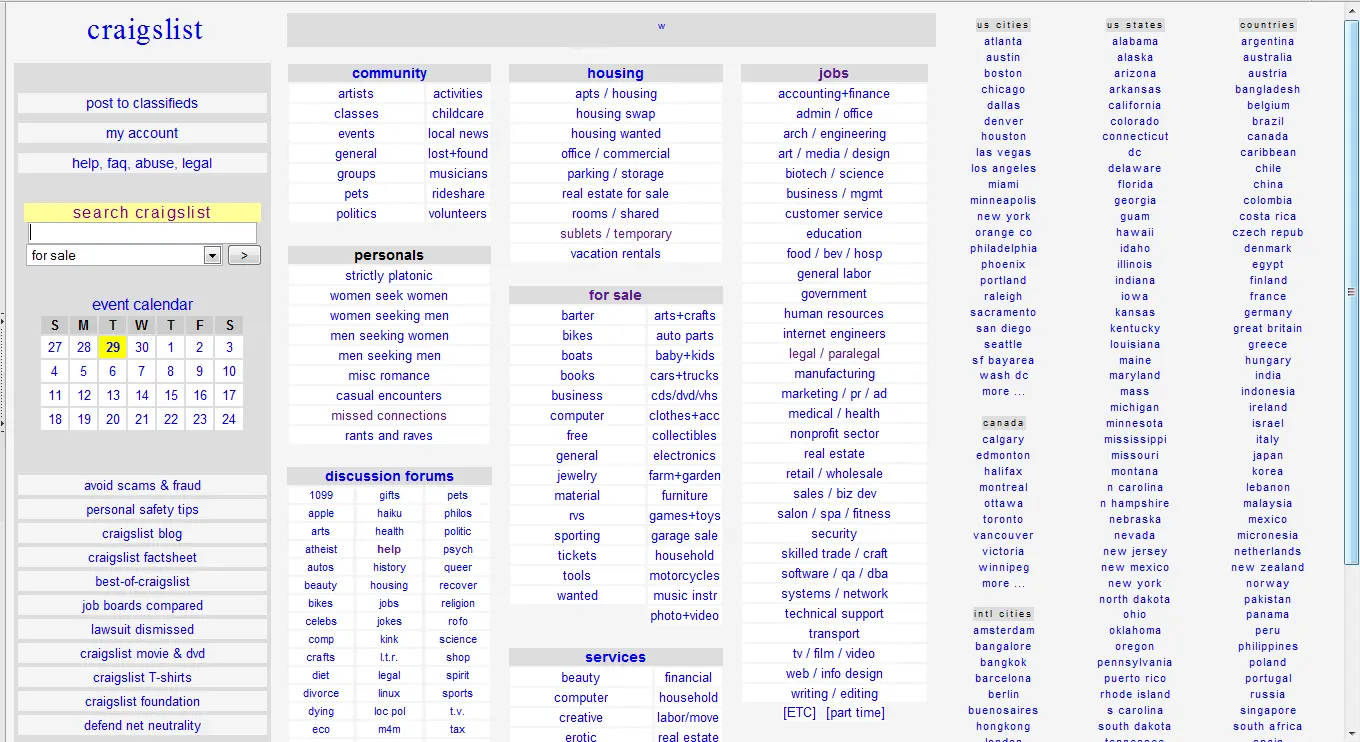 craigslist
w
post to classifieds
my account
help, faq, abuse, legal
search craigslist
for sale
>
event calendar
S M T W T F S
27 28 29 30 1 2 3
4 5 6 7 8 9 10
11 12 13 14 15 16 17
18 19 20 21 22 23 24
avoid scams & fraud
personal safety tips
craigslist blog
craigslist factsheet
best-of-craigslist
job boards compared
lawsuit dismissed
craigslist movie & dvd
craigslist T-shirts
craigslist foundation
defend net neutrality
community
artists activities
classes childcare
events local news
general lost+found
groups musicians
pets rideshare
politics volunteers
personals
strictly platonic
women seek women
women seeking men
men seeking women
men seeking men
misc romance
casual encounters
missed connections
rants and raves
discussion forums
1099 gifts pets
apple haiku philos
arts health politic
atheist help psych
autos history queer
beauty housing recover
bikes jobs religion
celebs jokes rofo
comp kink science
crafts l.t.r. shop
diet legal spirit
divorce linux sports
dying loc pol t.v.
eco m4m tax
housing
apts / housing
housing swap
housing wanted
office / commercial
parking / storage
real estate for sale
rooms / shared
sublets / temporary
vacation rentals
for sale
barter arts+crafts
bikes auto parts
boats baby+kids
books cars+trucks
business cds/dvd/vhs
computer clothes+acc
free collectibles
general electronics
jewelry farm+garden
material furniture
rvs games+toys
sporting garage sale
tickets household
tools motorcycles
wanted music instr
photo+video
services
beauty financial
computer household
creative labor/move
erotic real estate
jobs
accounting+finance
admin / office
arch / engineering
art / media / design
biotech / science
business / mgmt
customer service
education
food / bev / hosp
general labor
government
human resources
internet engineers
legal / paralegal
manufacturing
marketing / pr / ad
medical / health
nonprofit sector
real estate
retail / wholesale
sales / biz dev
salon / spa / fitness
security
skilled trade / craft
software / qa / dba
systems / network
technical support
transport
tv / film / video
web / info design
writing / editing
[ETC] [part time]
us cities
atlanta
austin
boston
chicago
dallas
denver
houston
las vegas
los angeles
miami
minneapolis
new york
orange co
philadelphia
phoenix
portland
raleigh
sacramento
san diego
seattle
sf bayarea
wash dc
more ...
canada
calgary
edmonton
halifax
montreal
ottawa
toronto
vancouver
victoria
winnipeg
more ...
intl cities
amsterdam
bangalore
bangkok
barcelona
berlin
buenosaires
hongkong
london
us states
alabama
alaska
arizona
arkansas
california
colorado
connecticut
dc
delaware
florida
georgia
guam
hawaii
idaho
illinois
indiana
iowa
kansas
kentucky
louisiana
maine
maryland
mass
michigan
minnesota
mississippi
missouri
montana
n carolina
n hampshire
nebraska
nevada
new jersey
new mexico
new york
north dakota
ohio
oklahoma
oregon
pennsylvania
puerto rico
rhode island
s carolina
south dakota
tennessee
countries
argentina
australia
austria
bangladesh
belgium
brazil
canada
caribbean
chile
china
colombia
costa rica
czech repub
denmark
egypt
finland
france
germany
great britain
greece
hungary
india
indonesia
ireland
israel
italy
japan
korea
lebanon
malaysia
mexico
micronesia
netherlands
new zealand
norway
pakistan
panama
peru
philippines
poland
portugal
russia
singapore
south africa
spain